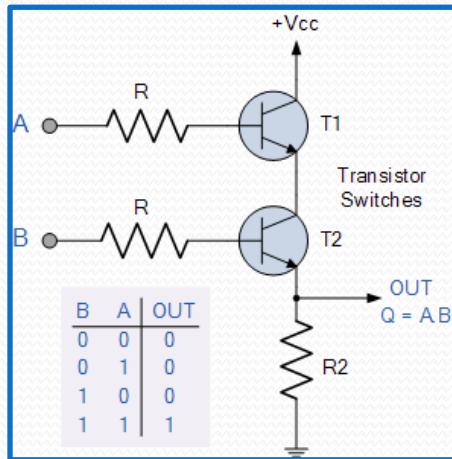 +Vcc
R
A
T1
Transistor
Switches
R
B
T2
OUT
Q = A.B
B A OUT
0 0 0
0 1 0
1 0 0
1 1 1
R2